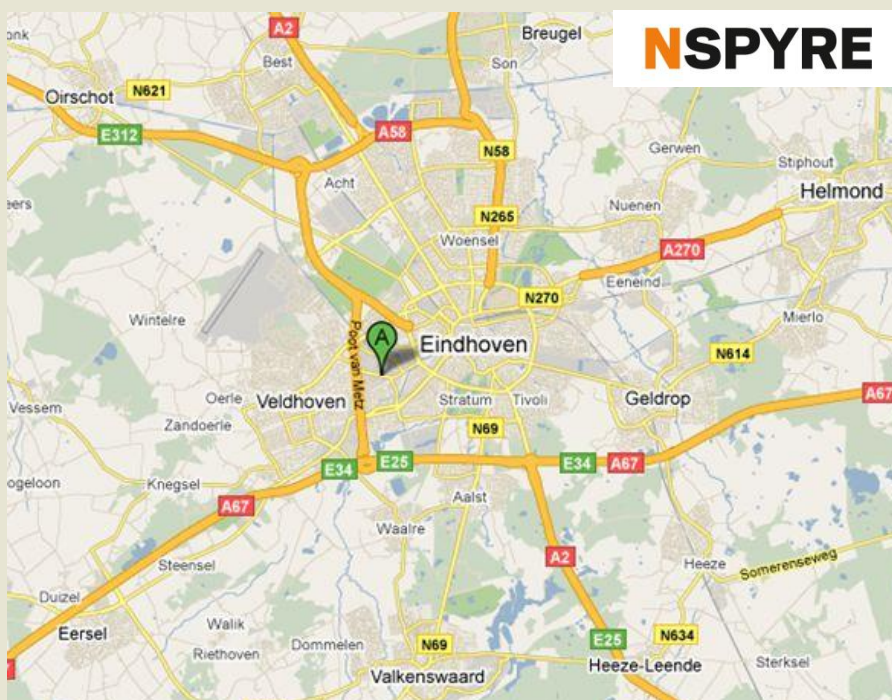 NSPYRE
A2
Breugel
Best
Son
Oirschot
N621
A58
E312
N58
Gerwen
Stiphout
Acht
Helmond
N265
Nuenen
Woensel
A270
Eeneind
N270
Wintelre
Mierlo
Poot van Metz
A
Eindhoven
N614
Oerle
Veldhoven
Stratum
Tivoli
Geldrop
A67
Vessem
Zandoerle
N69
E34
E25
E34
A67
ogeloon
Knegsel
A67
Aalst
Waalre
Steensel
A2
Heeze
Somerenseweg
Duizel
Eersel
Walik
Riethoven
Dommelen
N69
E25
N634
Valkenswaard
Heeze-Leende
Sterksel